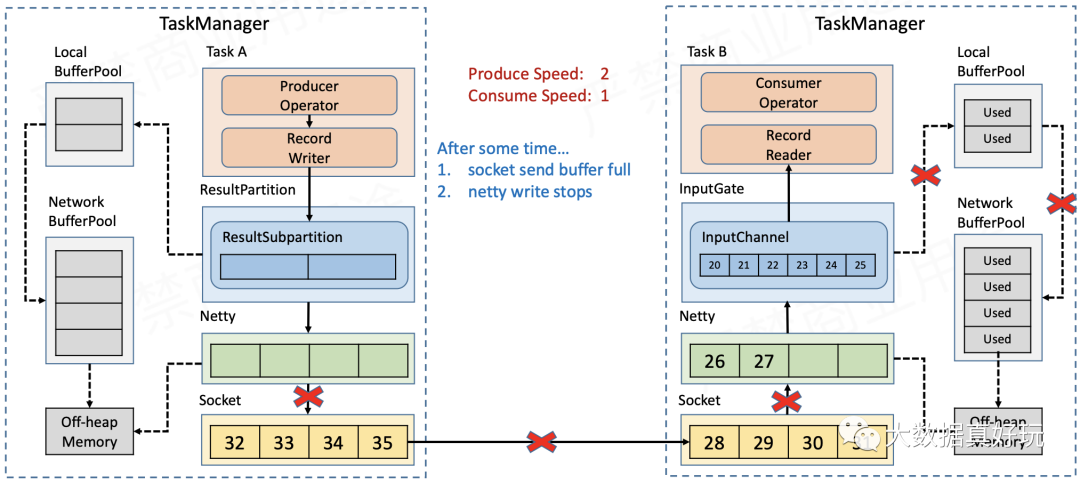 TaskManager
Local
BufferPool
Task A
Producer
Operator
Record
Writer
ResultPartition
Network
BufferPool
ResultSubpartition
Netty
Socket
Off-heap
Memory
32 33 34 35
Produce Speed: 2
Consume Speed: 1
After some time…
1. socket send buffer full
2. netty write stops
TaskManager
Task B
Local
BufferPool
Consumer
Operator
Used
Used
Record
Reader
InputGate
Network
BufferPool
InputChannel
20 21 22 23 24 25
Used
Used
Used
Used
Netty
26 27
Socket
28 29 30
Off-heap
Memory
大数据真好玩